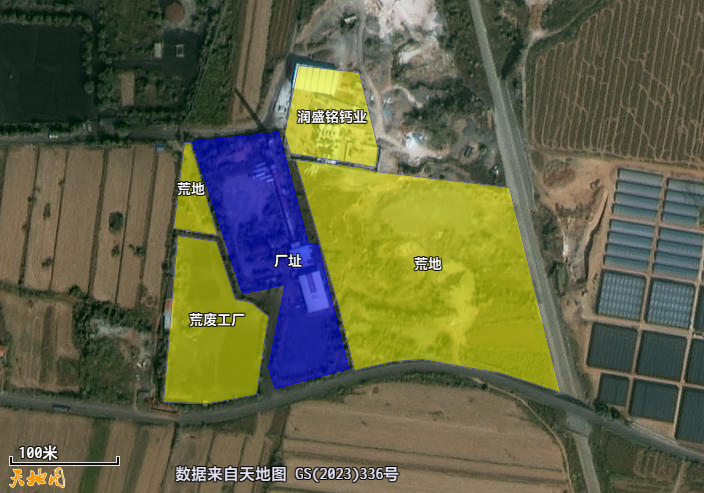 润盛铭钙业
荒地
厂址
荒地
荒废工厂
100米
天地图
数据来自天地图 GS(2023)336号